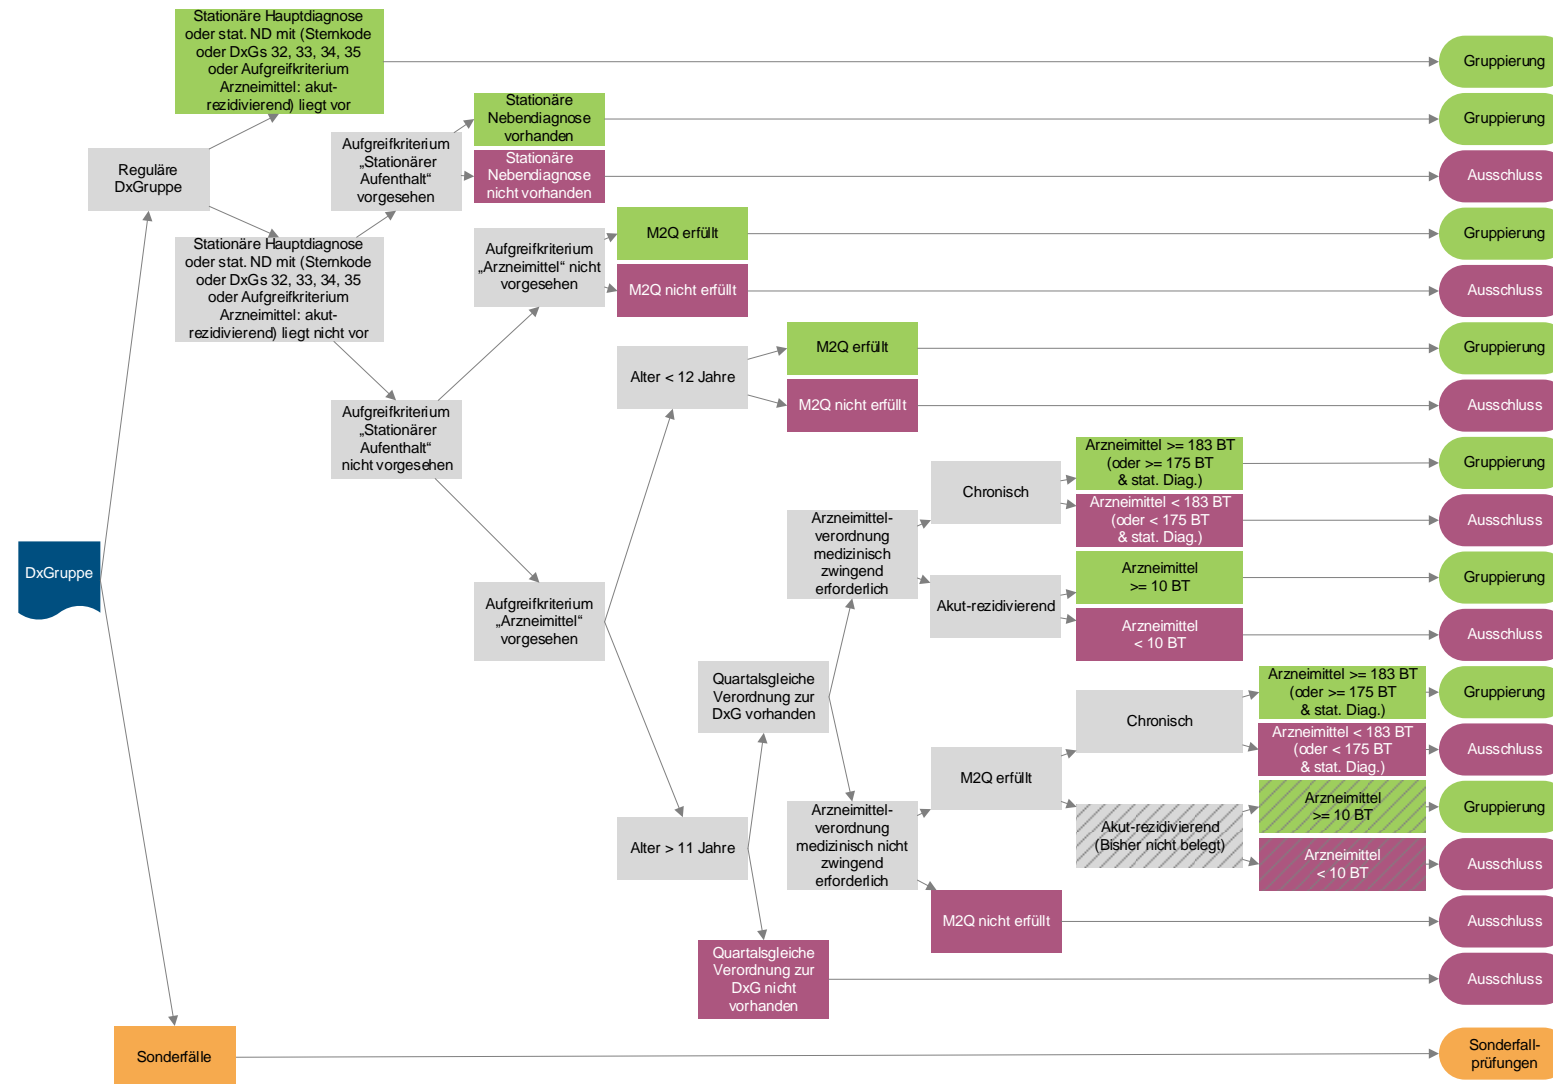 Stationäre Hauptdiagnose
oder stat. ND mit (Sternkode
oder DxGs 32, 33, 34, 35
oder Aufgreifkriterium
Arzneimittel: akut-
rezidivierend) liegt vor
Gruppierung
Stationäre
Nebendiagnose
vorhanden
Gruppierung
Aufgreifkriterium
„Stationärer
Aufenthalt“
vorgesehen
Reguläre
DxGruppe
Stationäre
Nebendiagnose
nicht vorhanden
Ausschluss
Stationäre Hauptdiagnose
oder stat. ND mit (Sternkode
oder DxGs 32, 33, 34, 35
oder Aufgreifkriterium
Arzneimittel: akut-
rezidivierend) liegt nicht vor
Aufgreifkriterium
„Arzneimittel“ nicht
vorgesehen
M2Q erfüllt
Gruppierung
M2Q nicht erfüllt
Ausschluss
Alter < 12 Jahre
M2Q erfüllt
Gruppierung
M2Q nicht erfüllt
Ausschluss
Aufgreifkriterium
„Stationärer
Aufenthalt“
nicht vorgesehen
Chronisch
Arzneimittel >= 183 BT
(oder >= 175 BT
& stat. Diag.)
Gruppierung
Arzneimittel < 183 BT
(oder < 175 BT
& stat. Diag.)
Ausschluss
Arzneimittel-
verordnung
medizinisch
zwingend
erforderlich
DxGruppe
Akut-rezidivierend
Arzneimittel
>= 10 BT
Gruppierung
Aufgreifkriterium
„Arzneimittel“
vorgesehen
Arzneimittel
< 10 BT
Ausschluss
Quartalsgleiche
Verordnung zur
DxG vorhanden
Chronisch
Arzneimittel >= 183 BT
(oder >= 175 BT
& stat. Diag.)
Gruppierung
Arzneimittel < 183 BT
(oder < 175 BT
& stat. Diag.)
Ausschluss
M2Q erfüllt
Arzneimittel
>= 10 BT
Gruppierung
Alter > 11 Jahre
Arzneimittel-
verordnung
medizinisch nicht
zwingend
erforderlich
Akut-rezidivierend
(Bisher nicht belegt)
Arzneimittel
< 10 BT
Ausschluss
M2Q nicht erfüllt
Ausschluss
Quartalsgleiche
Verordnung zur
DxG nicht
vorhanden
Ausschluss
Sonderfälle
Sonderfall-
prüfungen